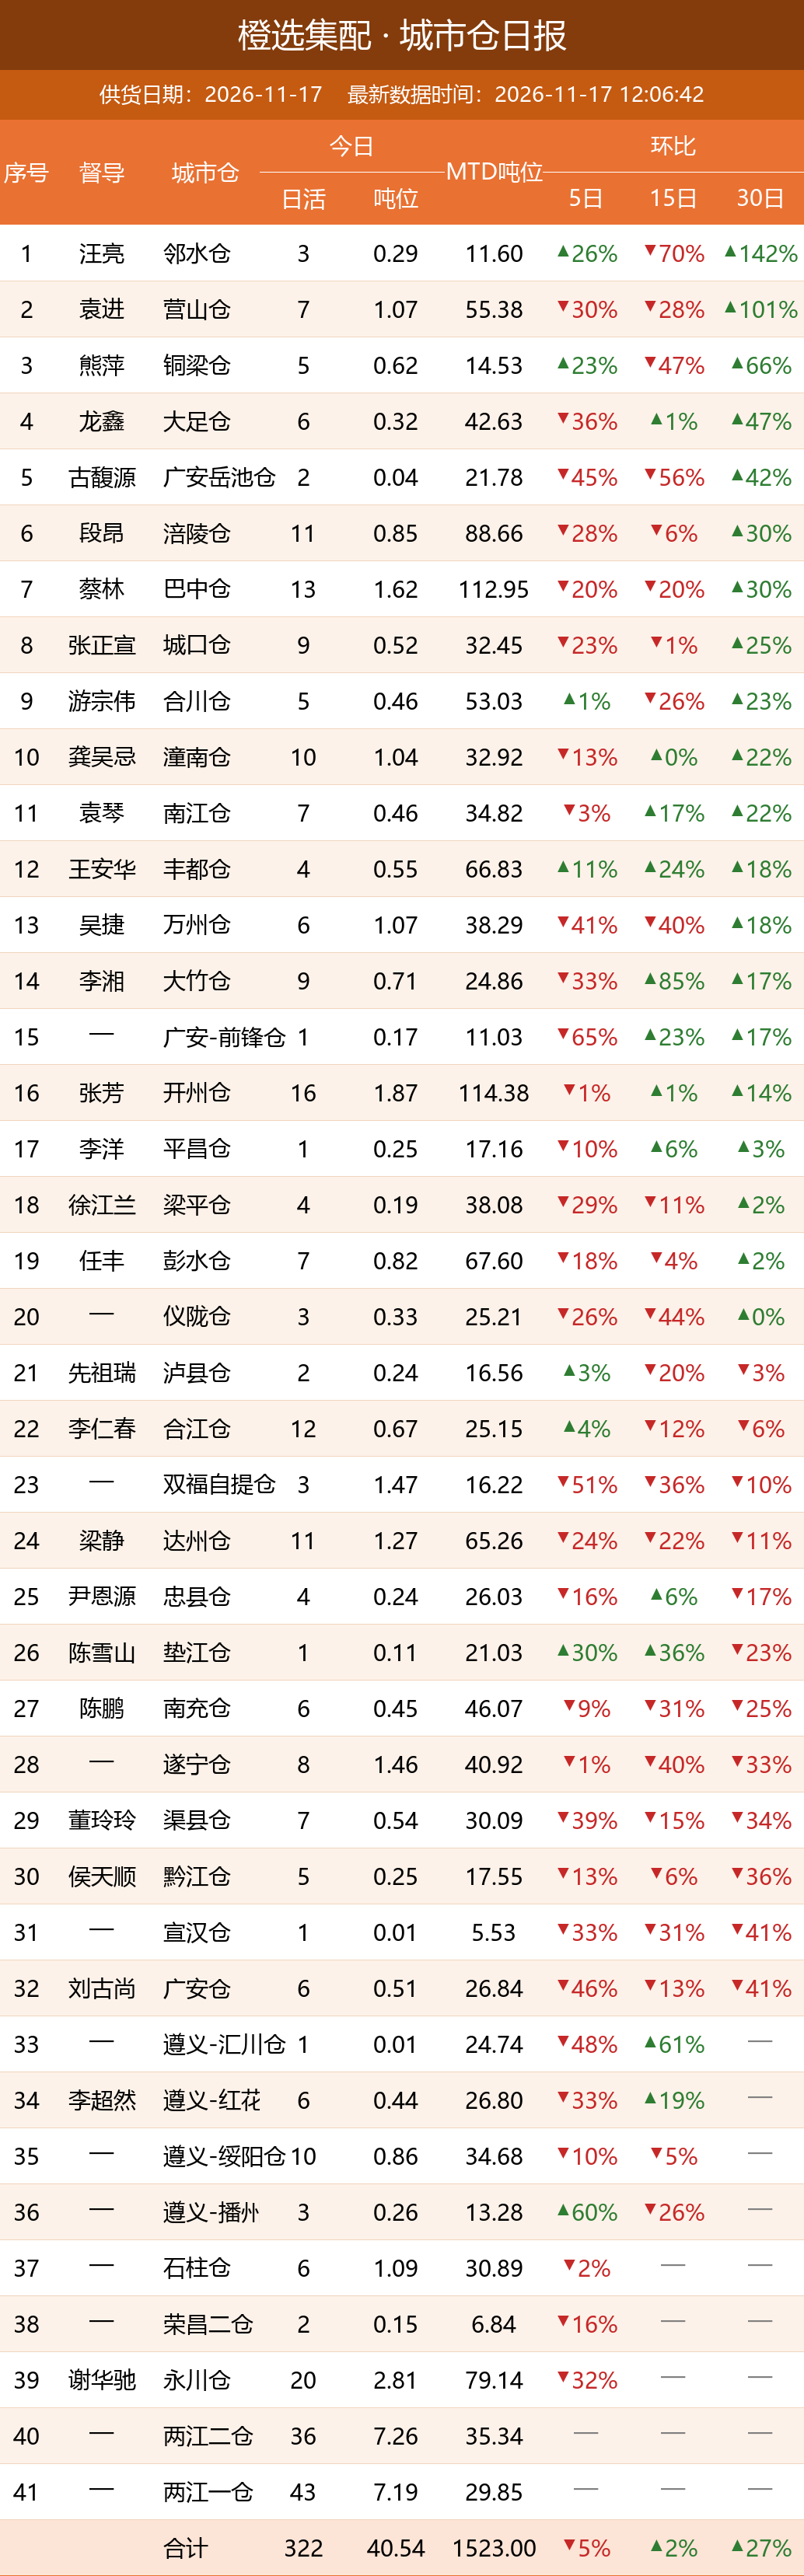 橙选集配 · 城市仓日报
供货日期：2026-11-17 最新数据时间：2026-11-17 12:06:42
序号 督导 城市仓 今日 MTD吨位 环比
日活 吨位 5日 15日 30日
1 汪亮 邻水仓 3 0.29 11.60 ▲26% ▼70% ▲142%
2 袁进 营山仓 7 1.07 55.38 ▼30% ▼28% ▲101%
3 熊萍 铜梁仓 5 0.62 14.53 ▲23% ▼47% ▲66%
4 龙鑫 大足仓 6 0.32 42.63 ▼36% ▲1% ▲47%
5 古馥源 广安岳池仓 2 0.04 21.78 ▼45% ▼56% ▲42%
6 段昂 涪陵仓 11 0.85 88.66 ▼28% ▼6% ▲30%
7 蔡林 巴中仓 13 1.62 112.95 ▼20% ▼20% ▲30%
8 张正宣 城口仓 9 0.52 32.45 ▼23% ▼1% ▲25%
9 游宗伟 合川仓 5 0.46 53.03 ▲1% ▼26% ▲23%
10 龚吴忌 潼南仓 10 1.04 32.92 ▼13% ▲0% ▲22%
11 袁琴 南江仓 7 0.46 34.82 ▼3% ▲17% ▲22%
12 王安华 丰都仓 4 0.55 66.83 ▲11% ▲24% ▲18%
13 吴捷 万州仓 6 1.07 38.29 ▼41% ▼40% ▲18%
14 李湘 大竹仓 9 0.71 24.86 ▼33% ▲85% ▲17%
15 — 广安-前锋仓 1 0.17 11.03 ▼65% ▲23% ▲17%
16 张芳 开州仓 16 1.87 114.38 ▼1% ▲1% ▲14%
17 李洋 平昌仓 1 0.25 17.16 ▼10% ▲6% ▲3%
18 徐江兰 梁平仓 4 0.19 38.08 ▼29% ▼11% ▲2%
19 任丰 彭水仓 7 0.82 67.60 ▼18% ▼4% ▲2%
20 — 仪陇仓 3 0.33 25.21 ▼26% ▼44% ▲0%
21 先祖瑞 泸县仓 2 0.24 16.56 ▲3% ▼20% ▼3%
22 李仁春 合江仓 12 0.67 25.15 ▲4% ▼12% ▼6%
23 — 双福自提仓 3 1.47 16.22 ▼51% ▼36% ▼10%
24 梁静 达州仓 11 1.27 65.26 ▼24% ▼22% ▼11%
25 尹恩源 忠县仓 4 0.24 26.03 ▼16% ▲6% ▼17%
26 陈雪山 垫江仓 1 0.11 21.03 ▲30% ▲36% ▼23%
27 陈鹏 南充仓 6 0.45 46.07 ▼9% ▼31% ▼25%
28 — 遂宁仓 8 1.46 40.92 ▼1% ▼40% ▼33%
29 董玲玲 渠县仓 7 0.54 30.09 ▼39% ▼15% ▼34%
30 侯天顺 黔江仓 5 0.25 17.55 ▼13% ▼6% ▼36%
31 — 宣汉仓 1 0.01 5.53 ▼33% ▼31% ▼41%
32 刘古尚 广安仓 6 0.51 26.84 ▼46% ▼13% ▼41%
33 — 遵义-汇川仓 1 0.01 24.74 ▼48% ▲61% —
34 李超然 遵义-红花 6 0.44 26.80 ▼33% ▲19% —
35 — 遵义-绥阳仓 10 0.86 34.68 ▼10% ▼5% —
36 — 遵义-播州 3 0.26 13.28 ▲60% ▼26% —
37 — 石柱仓 6 1.09 30.89 ▼2% — —
38 — 荣昌二仓 2 0.15 6.84 ▼16% — —
39 谢华驰 永川仓 20 2.81 79.14 ▼32% — —
40 — 两江二仓 36 7.26 35.34 — — —
41 — 两江一仓 43 7.19 29.85 — — —
合计 322 40.54 1523.00 ▼5% ▲2% ▲27%